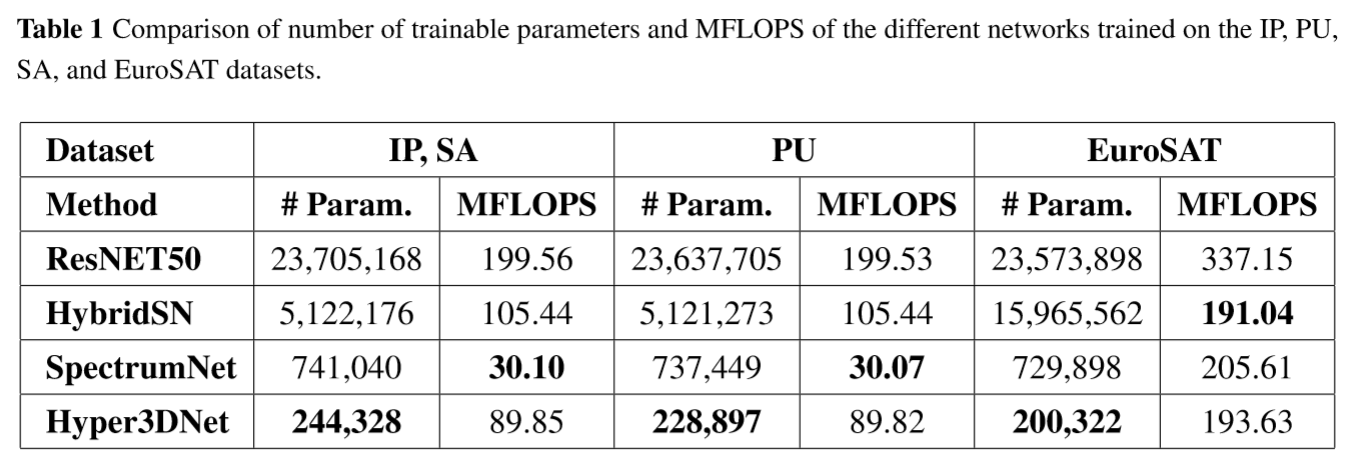 Table 1 Comparison of number of trainable parameters and MFLOPS of the different networks trained on the IP, PU,
SA, and EuroSAT datasets.
Dataset IP, SA PU EuroSAT
Method # Param. MFLOPS # Param. MFLOPS # Param. MFLOPS
ResNET50 23,705,168 199.56 23,637,705 199.53 23,573,898 337.15
HybridSN 5,122,176 105.44 5,121,273 105.44 15,965,562 191.04
SpectrumNet 741,040 30.10 737,449 30.07 729,898 205.61
Hyper3DNet 244,328 89.85 228,897 89.82 200,322 193.63